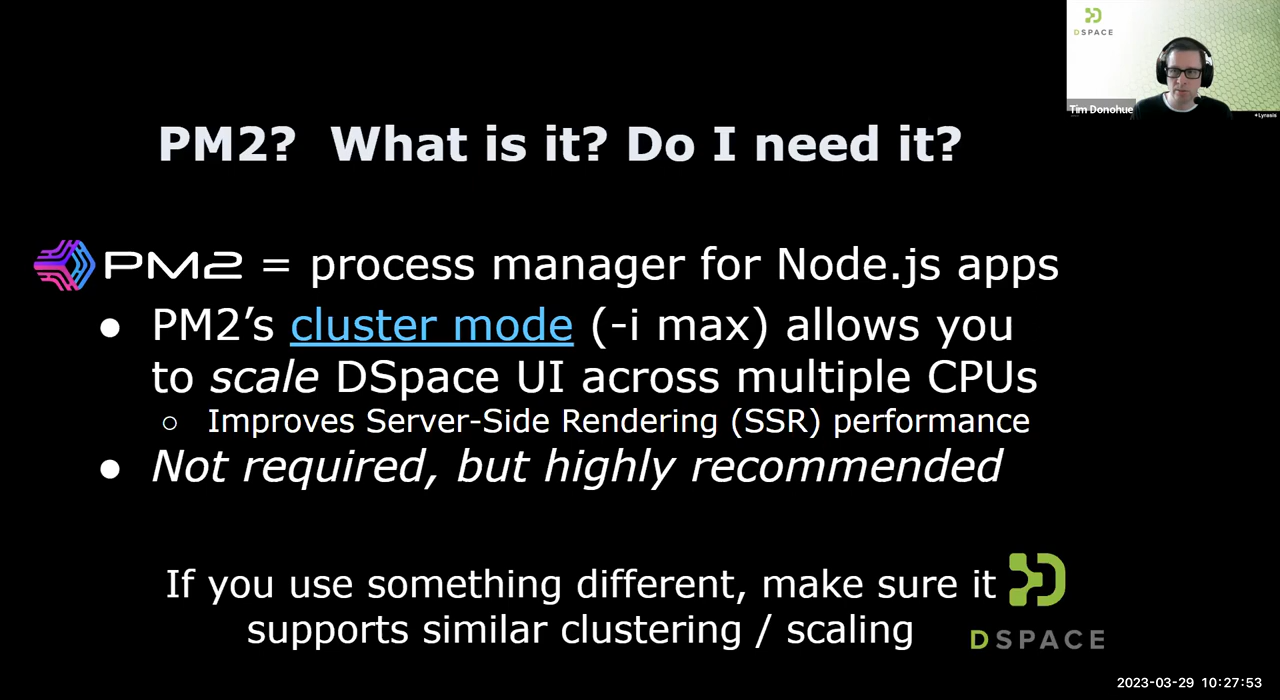 DSPACE
Tim Donohue
Lyrasis
PM2? What is it? Do I need it?
PM2 = process manager for Node.js apps
● PM2’s cluster mode (-i max) allows you
to scale DSpace UI across multiple CPUs
○ Improves Server-Side Rendering (SSR) performance
● Not required, but highly recommended
If you use something different, make sure it
supports similar clustering / scaling
DSPACE
2023-03-29 10:27:53